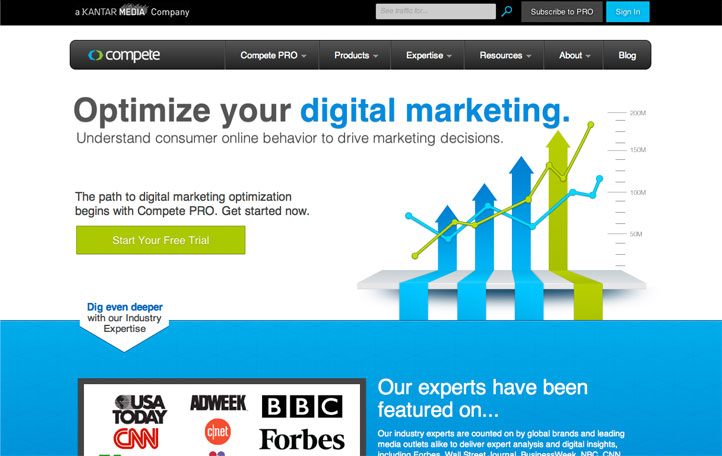 a KANTAR MEDIA Company
See traffic for...
Subscribe to PRO
Sign In
compete
Compete PRO
Products
Expertise
Resources
About
Blog
Optimize your digital marketing.
Understand consumer online behavior to drive marketing decisions.
200M
150M
100M
50M
The path to digital marketing optimization
begins with Compete PRO. Get started now.
Start Your Free Trial
Dig even deeper
with our Industry
Expertise
USA
TODAY
ADWEEK
BBC
CNN
c|net
Forbes
Our experts have been
featured on...
Our industry experts are counted on by global brands and leading
media outlets alike to deliver expert analysis and digital insights,
including Forbes, Wall Street Journal, BusinessWeek, NBC, CNN,